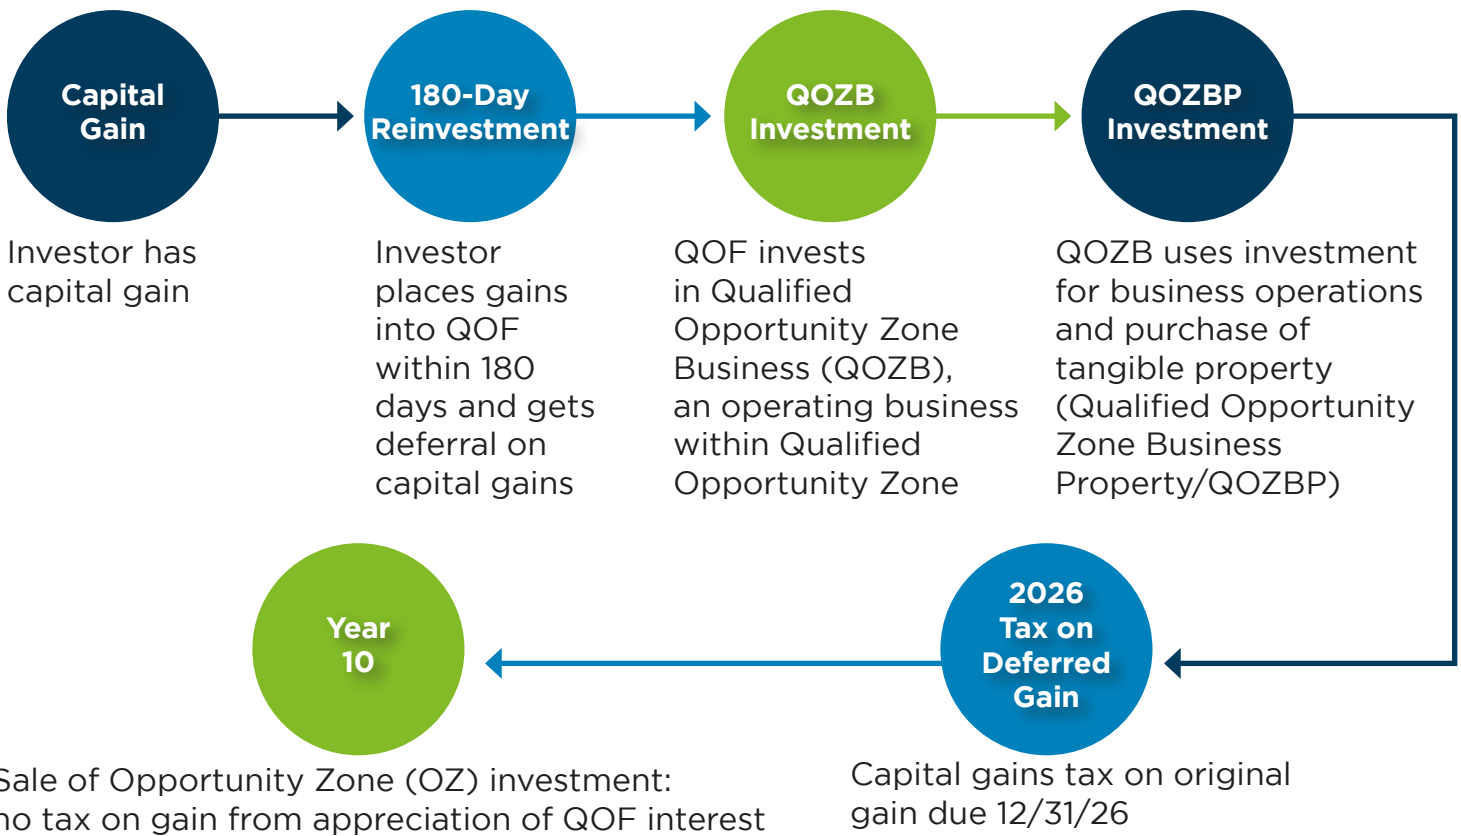 Capital
Gain
180-Day
Reinvestment
QOZB
Investment
QOZBP
Investment
Investor has
capital gain
Investor
places gains
into QOF
within 180
days and gets
deferral on
capital gains
QOF invests
in Qualified
Opportunity Zone
Business (QOZB),
an operating business
within Qualified
Opportunity Zone
QOZB uses investment
for business operations
and purchase of
tangible property
(Qualified Opportunity
Zone Business
Property/QOZBP)
2026
Tax on
Deferred
Gain
Capital gains tax on original
gain due 12/31/26
Year
10
Sale of Opportunity Zone (OZ) investment:
no tax on gain from appreciation of QOF interest